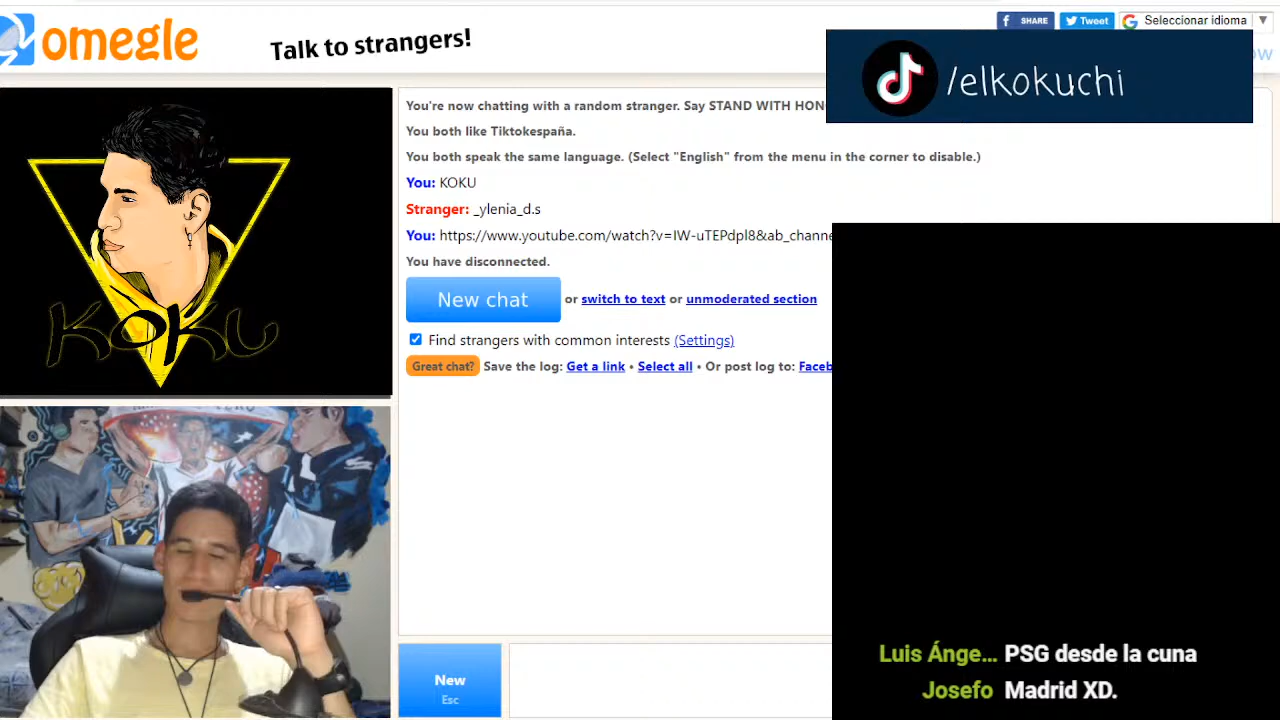 omegle
Talk to strangers!
SHARE
Tweet
Seleccionar idioma
/elkokuchi
You're now chatting with a random stranger. Say STAND WITH HON
You both like Tiktokespaña.
You both speak the same language. (Select "English" from the menu in the corner to disable.)
You: KOKU
Stranger: _ylenia_d.s
You: https://www.youtube.com/watch?v=IW-uTEPdpl8&ab_channe
You have disconnected.
New chat or switch to text or unmoderated section
Find strangers with common interests (Settings)
Great chat? Save the log: Get a link • Select all • Or post log to: Faceb
KOKU
New
Esc
Luis Ánge... PSG desde la cuna
Josefo Madrid XD.